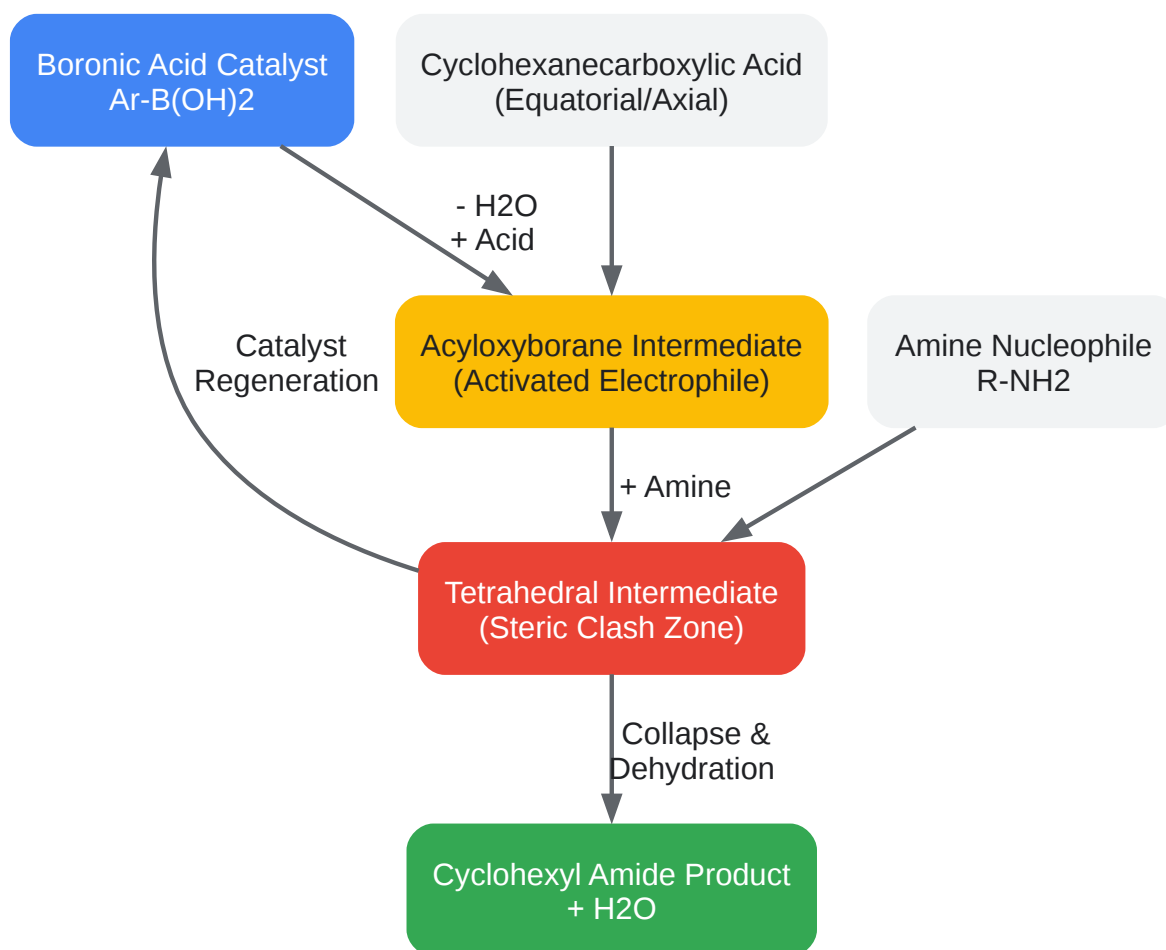 Boronic Acid Catalyst
Ar-B(OH)2
Cyclohexanecarboxylic Acid
(Equatorial/Axial)
- H2O
+ Acid
Catalyst
Regeneration
Acyloxyborane Intermediate
(Activated Electrophile)
Amine Nucleophile
R-NH2
+ Amine
Tetrahedral Intermediate
(Steric Clash Zone)
Collapse &
Dehydration
Cyclohexyl Amide Product
+ H2O